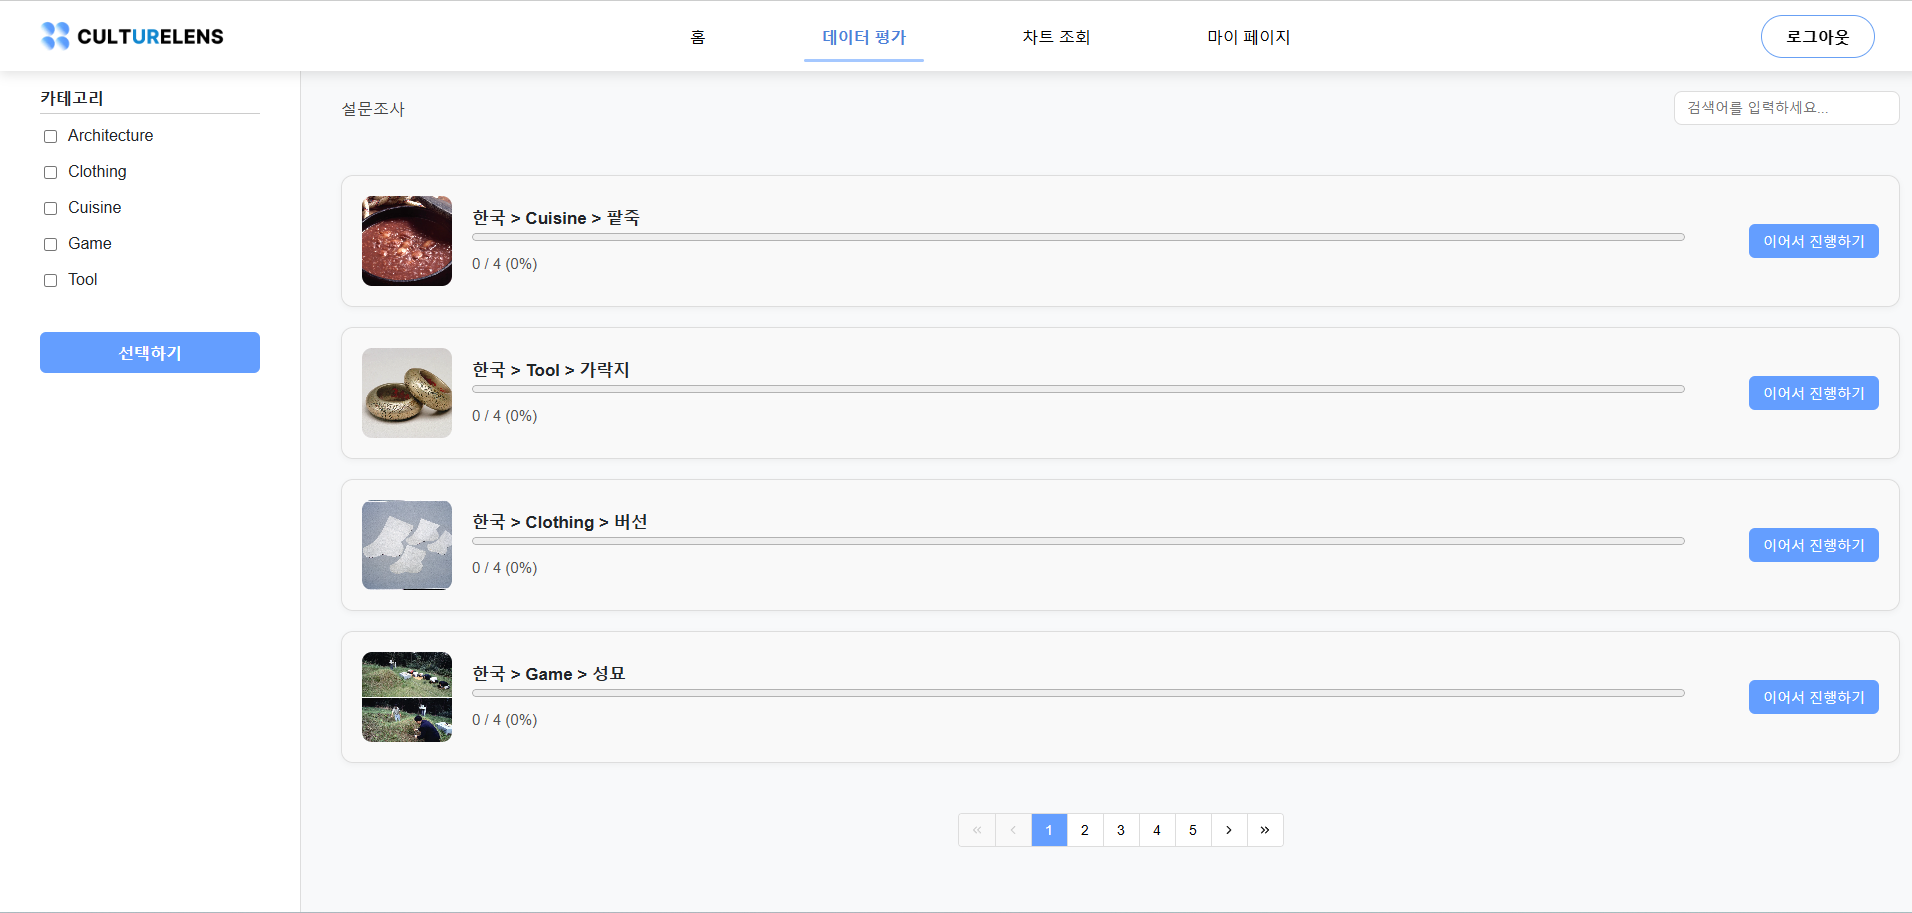 CULTURELENS
홈
데이터 평가
차트 조회
마이 페이지
로그아웃
카테고리
Architecture
Clothing
Cuisine
Game
Tool
선택하기
설문조사
검색어를 입력하세요...
한국 > Cuisine > 팥죽
0 / 4 (0%)
이어서 진행하기
한국 > Tool > 가락지
0 / 4 (0%)
이어서 진행하기
한국 > Clothing > 버선
0 / 4 (0%)
이어서 진행하기
한국 > Game > 성묘
0 / 4 (0%)
이어서 진행하기
« ‹ 1 2 3 4 5 › »